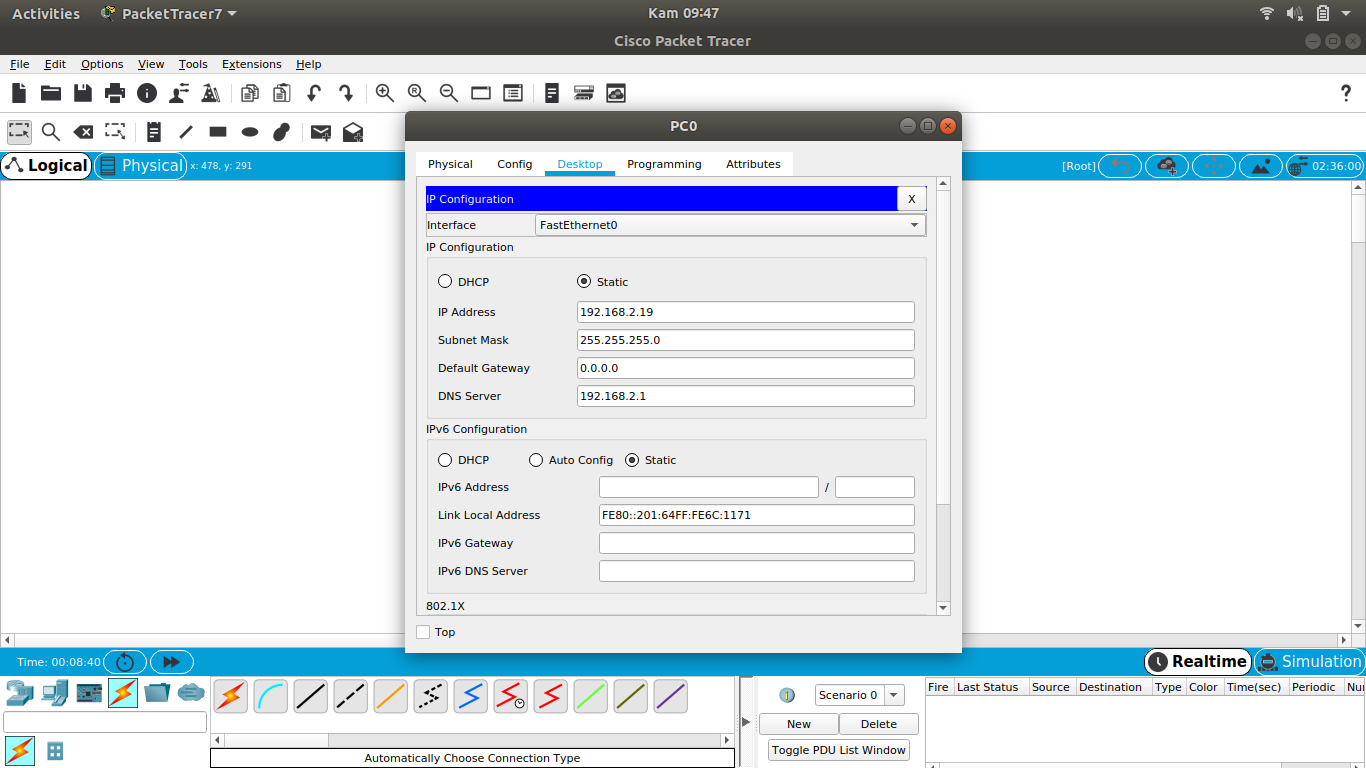 Activities PacketTracer7 Kam 09:47
Cisco Packet Tracer
File Edit Options View Tools Extensions Help
?
PC0
Logical Physical x: 478, y: 291 [Root] 02:36:00
Physical Config Desktop Programming Attributes
IP Configuration X
Interface FastEthernet0
IP Configuration
DHCP Static
IP Address 192.168.2.19
Subnet Mask 255.255.255.0
Default Gateway 0.0.0.0
DNS Server 192.168.2.1
IPv6 Configuration
DHCP Auto Config Static
IPv6 Address /
Link Local Address FE80::201:64FF:FE6C:1171
IPv6 Gateway
IPv6 DNS Server
802.1X
Top
Time: 00:08:40 Realtime Simulation
Scenario 0
New Delete
Toggle PDU List Window
Fire Last Status Source Destination Type Color Time(sec) Periodic Nun
Automatically Choose Connection Type